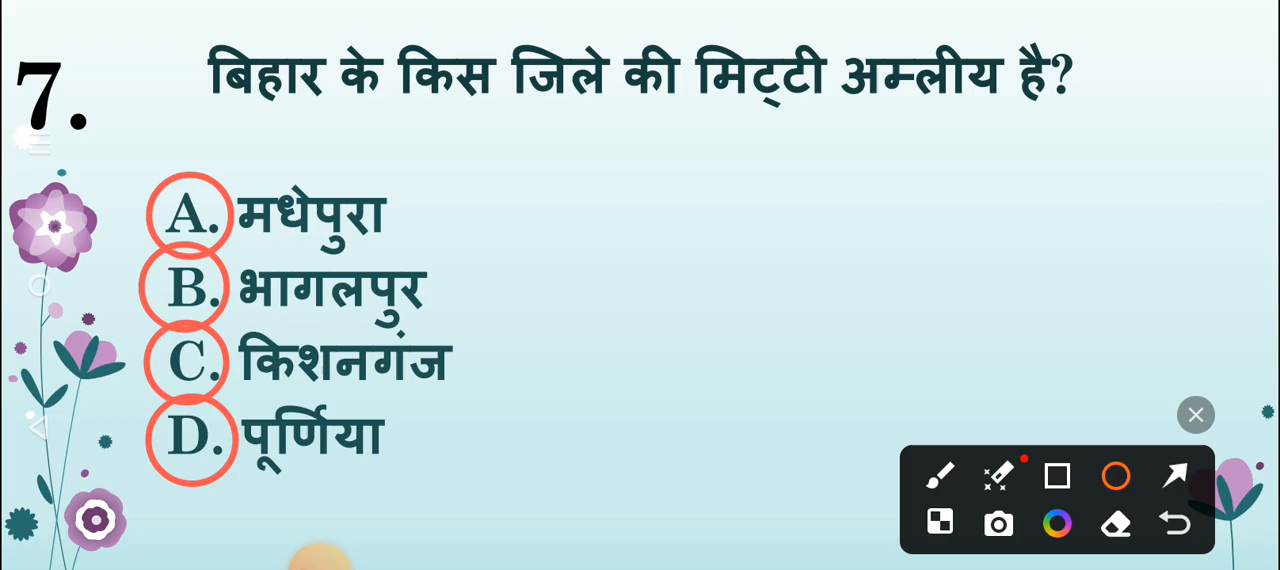 7. बिहार के किस जिले की मिट्टी अम्लीय है?
A. मधेपुरा
B. भागलपुर
C. किशनगंज
D. पूर्णिया